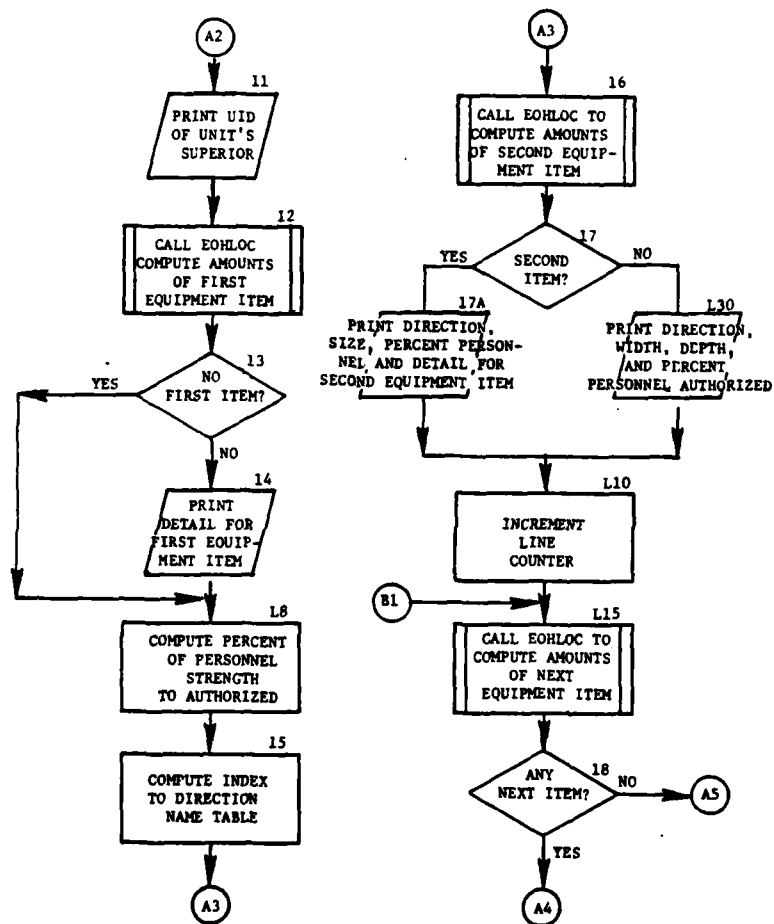 A2
11
PRINT UID
OF UNIT'S
SUPERIOR
12
CALL EOHLOC
COMPUTE AMOUNTS
OF FIRST
EQUIPMENT ITEM
13
NO
FIRST ITEM?
YES
NO
14
PRINT
DETAIL FOR
FIRST EQUIP-
MENT ITEM
L8
COMPUTE PERCENT
OF PERSONNEL
STRENGTH
TO AUTHORIZED
15
COMPUTE INDEX
TO DIRECTION
NAME TABLE
A3
A3
16
CALL EOHLOC TO
COMPUTE AMOUNTS
OF SECOND EQUIP-
MENT ITEM
17
SECOND
ITEM?
YES
NO
17A
PRINT DIRECTION,
SIZE, PERCENT PERSON-
NEL AND DETAIL FOR
SECOND EQUIPMENT ITEM
L30
PRINT DIRECTION,
WIDTH, DEPTH,
AND PERCENT
PERSONNEL AUTHORIZED
L10
INCREMENT
LINE
COUNTER
B1
L15
CALL EOHLOC TO
COMPUTE AMOUNTS
OF NEXT
EQUIPMENT ITEM
18
ANY
NEXT ITEM?
NO
A5
YES
A4